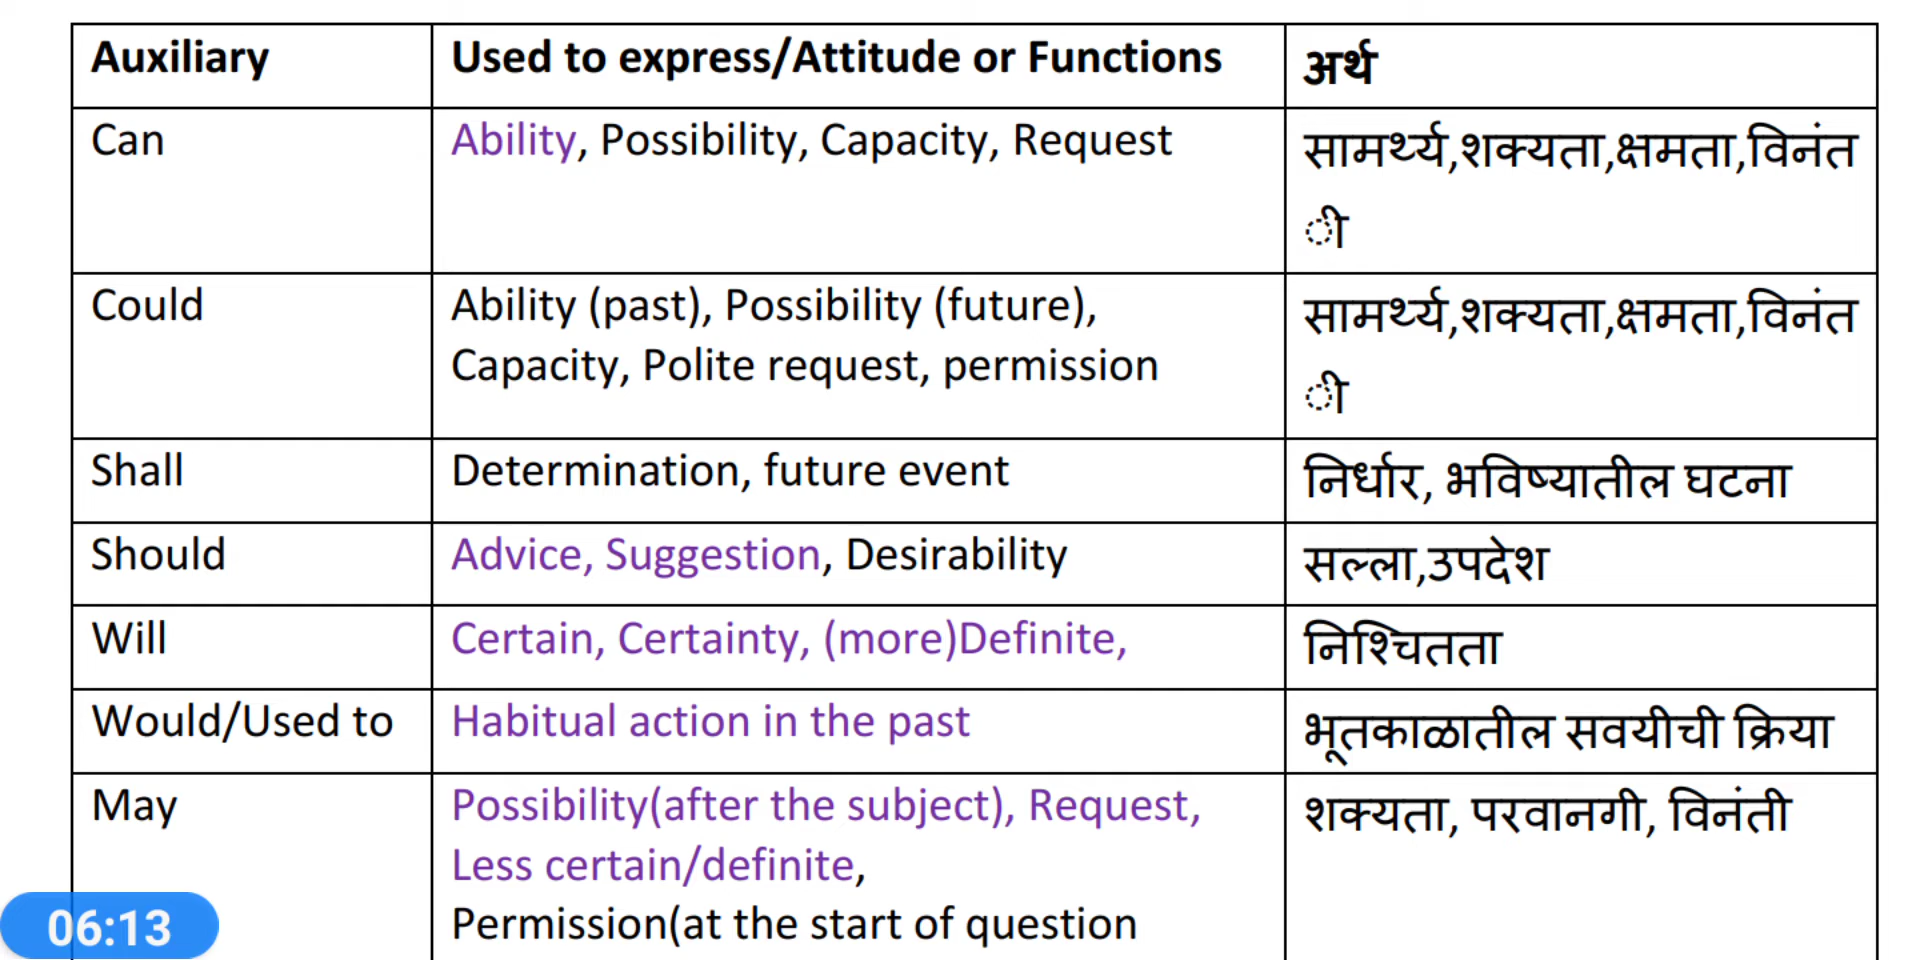 Auxiliary
Used to express/Attitude or Functions
अर्थ
Can
Ability, Possibility, Capacity, Request
सामर्थ्य,शक्यता,क्षमता,विनंत
ी
Could
Ability (past), Possibility (future),
Capacity, Polite request, permission
सामर्थ्य,शक्यता,क्षमता,विनंत
ी
Shall
Determination, future event
निर्धार, भविष्यातील घटना
Should
Advice, Suggestion, Desirability
सल्ला,उपदेश
Will
Certain, Certainty, (more)Definite,
निश्चितता
Would/Used to
Habitual action in the past
भूतकाळातील सवयीची क्रिया
May
Possibility(after the subject), Request,
Less certain/definite,
Permission(at the start of question
शक्यता, परवानगी, विनंती
06:13